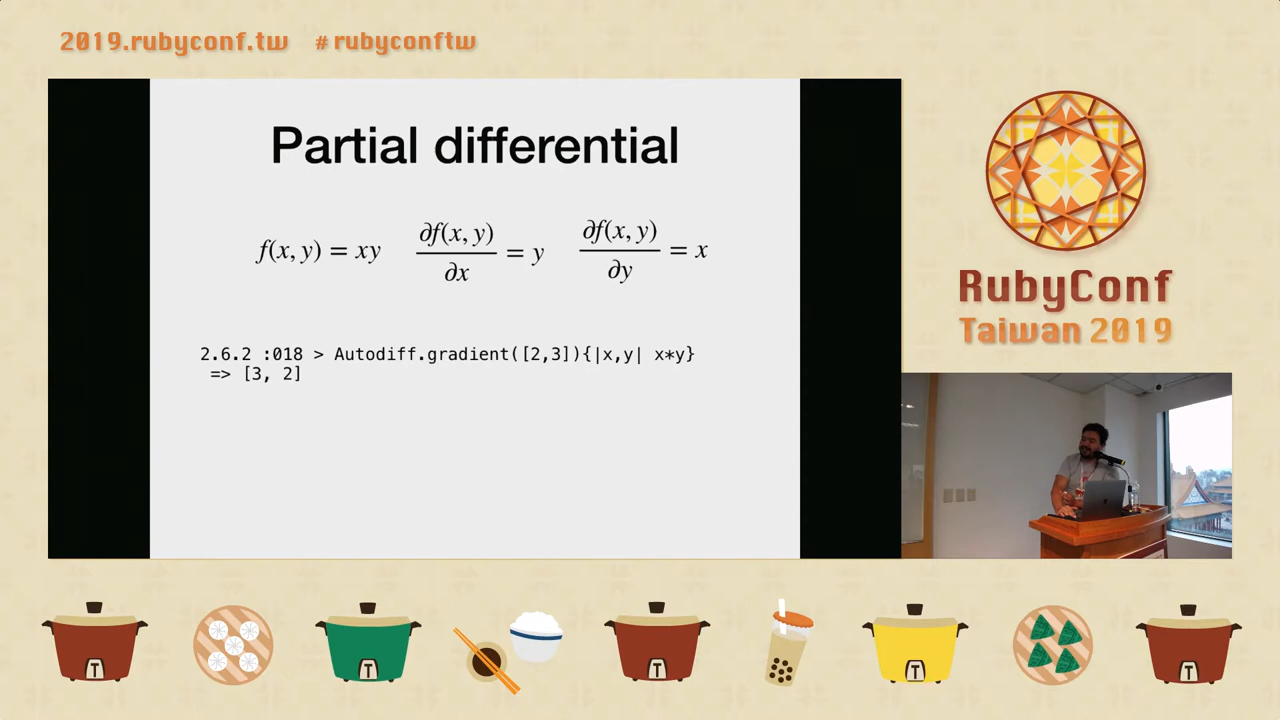 2019.rubyconf.tw #rubyconftw
Partial differential
f(x, y) = xy ∂f(x, y)/∂x = y ∂f(x, y)/∂y = x
2.6.2 :018 > Autodiff.gradient([2,3]){|x,y| x*y}
=> [3, 2]
RubyConf
Taiwan 2019
T
T
T
T
T